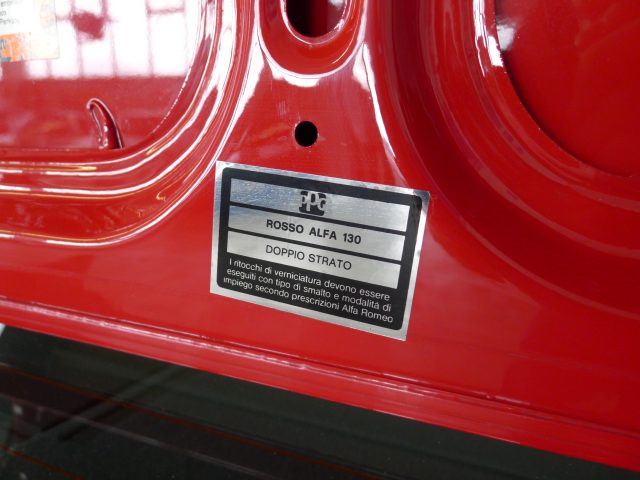 PPG
ROSSO ALFA 130
DOPPIO STRATO
I ritocchi di verniciatura devono essere
eseguiti con tipo di smalto e modalità di
impiego secondo prescrizioni Alfa Romeo